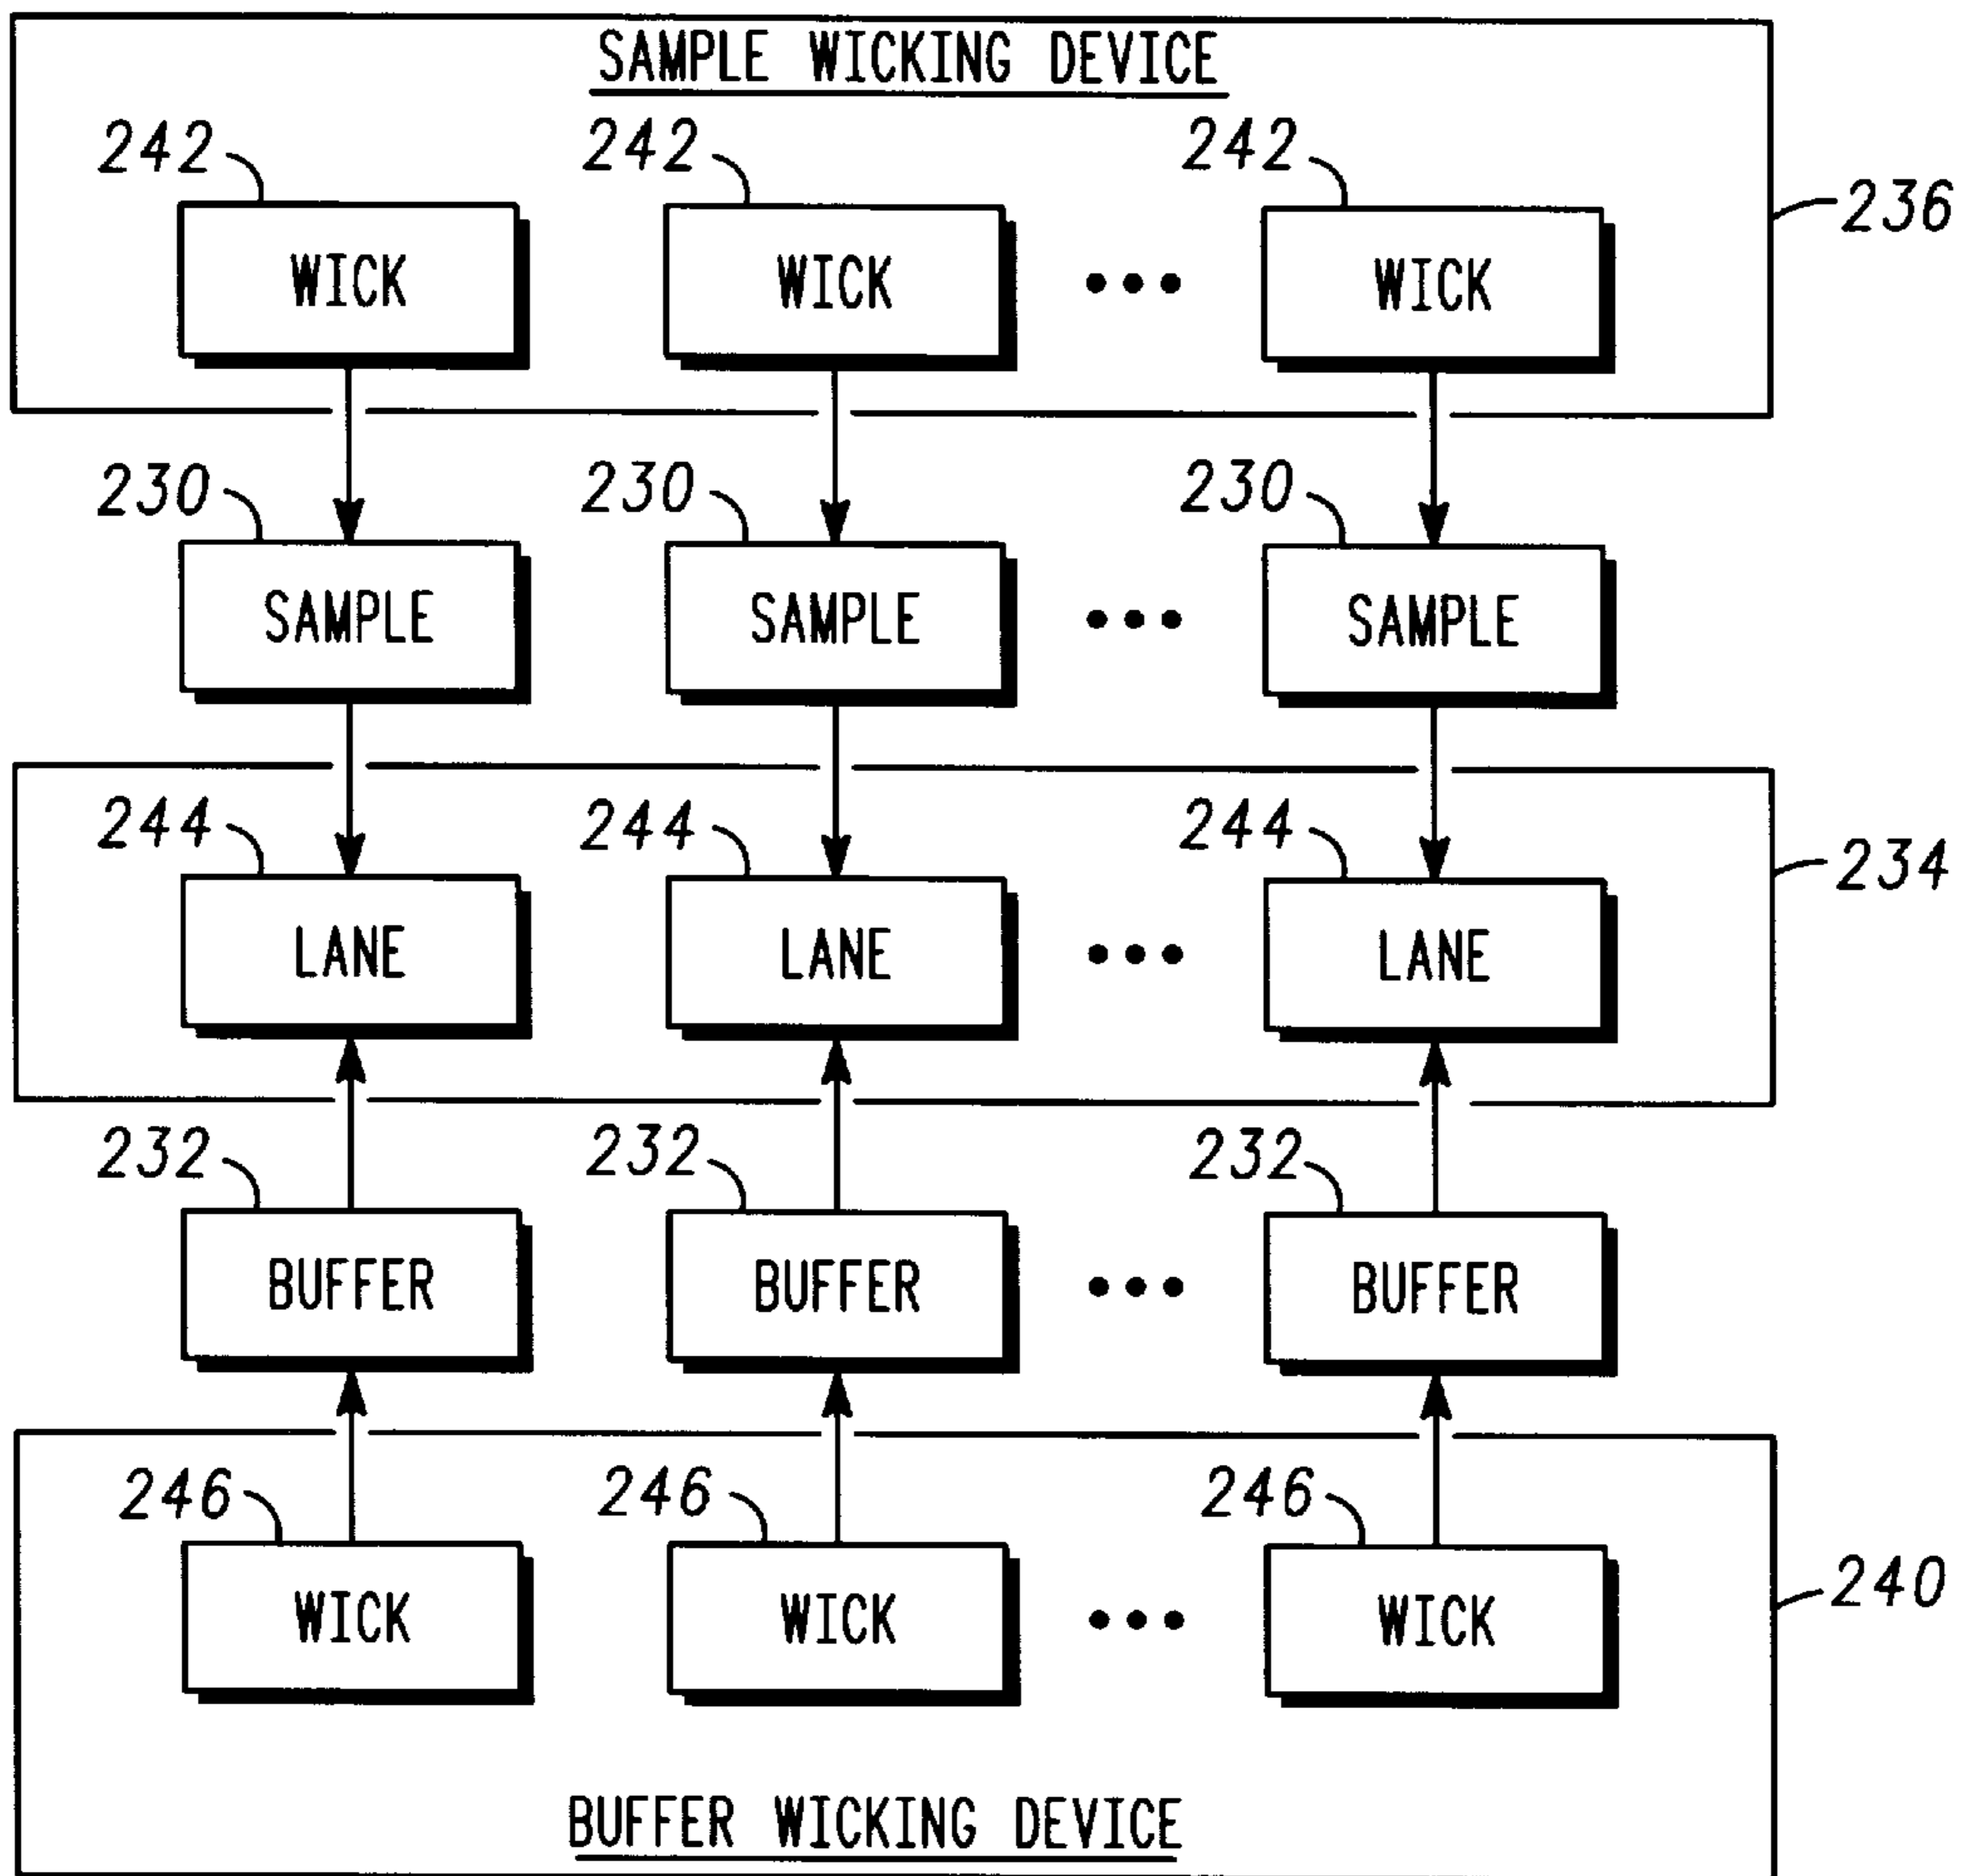 SAMPLE WICKING DEVICE
242 242 242
236
WICK WICK ••• WICK
230 230 230
SAMPLE SAMPLE ••• SAMPLE
244 244 244
234
LANE LANE ••• LANE
232 232 232
BUFFER BUFFER ••• BUFFER
246 246 246
240
WICK WICK ••• WICK
BUFFER WICKING DEVICE